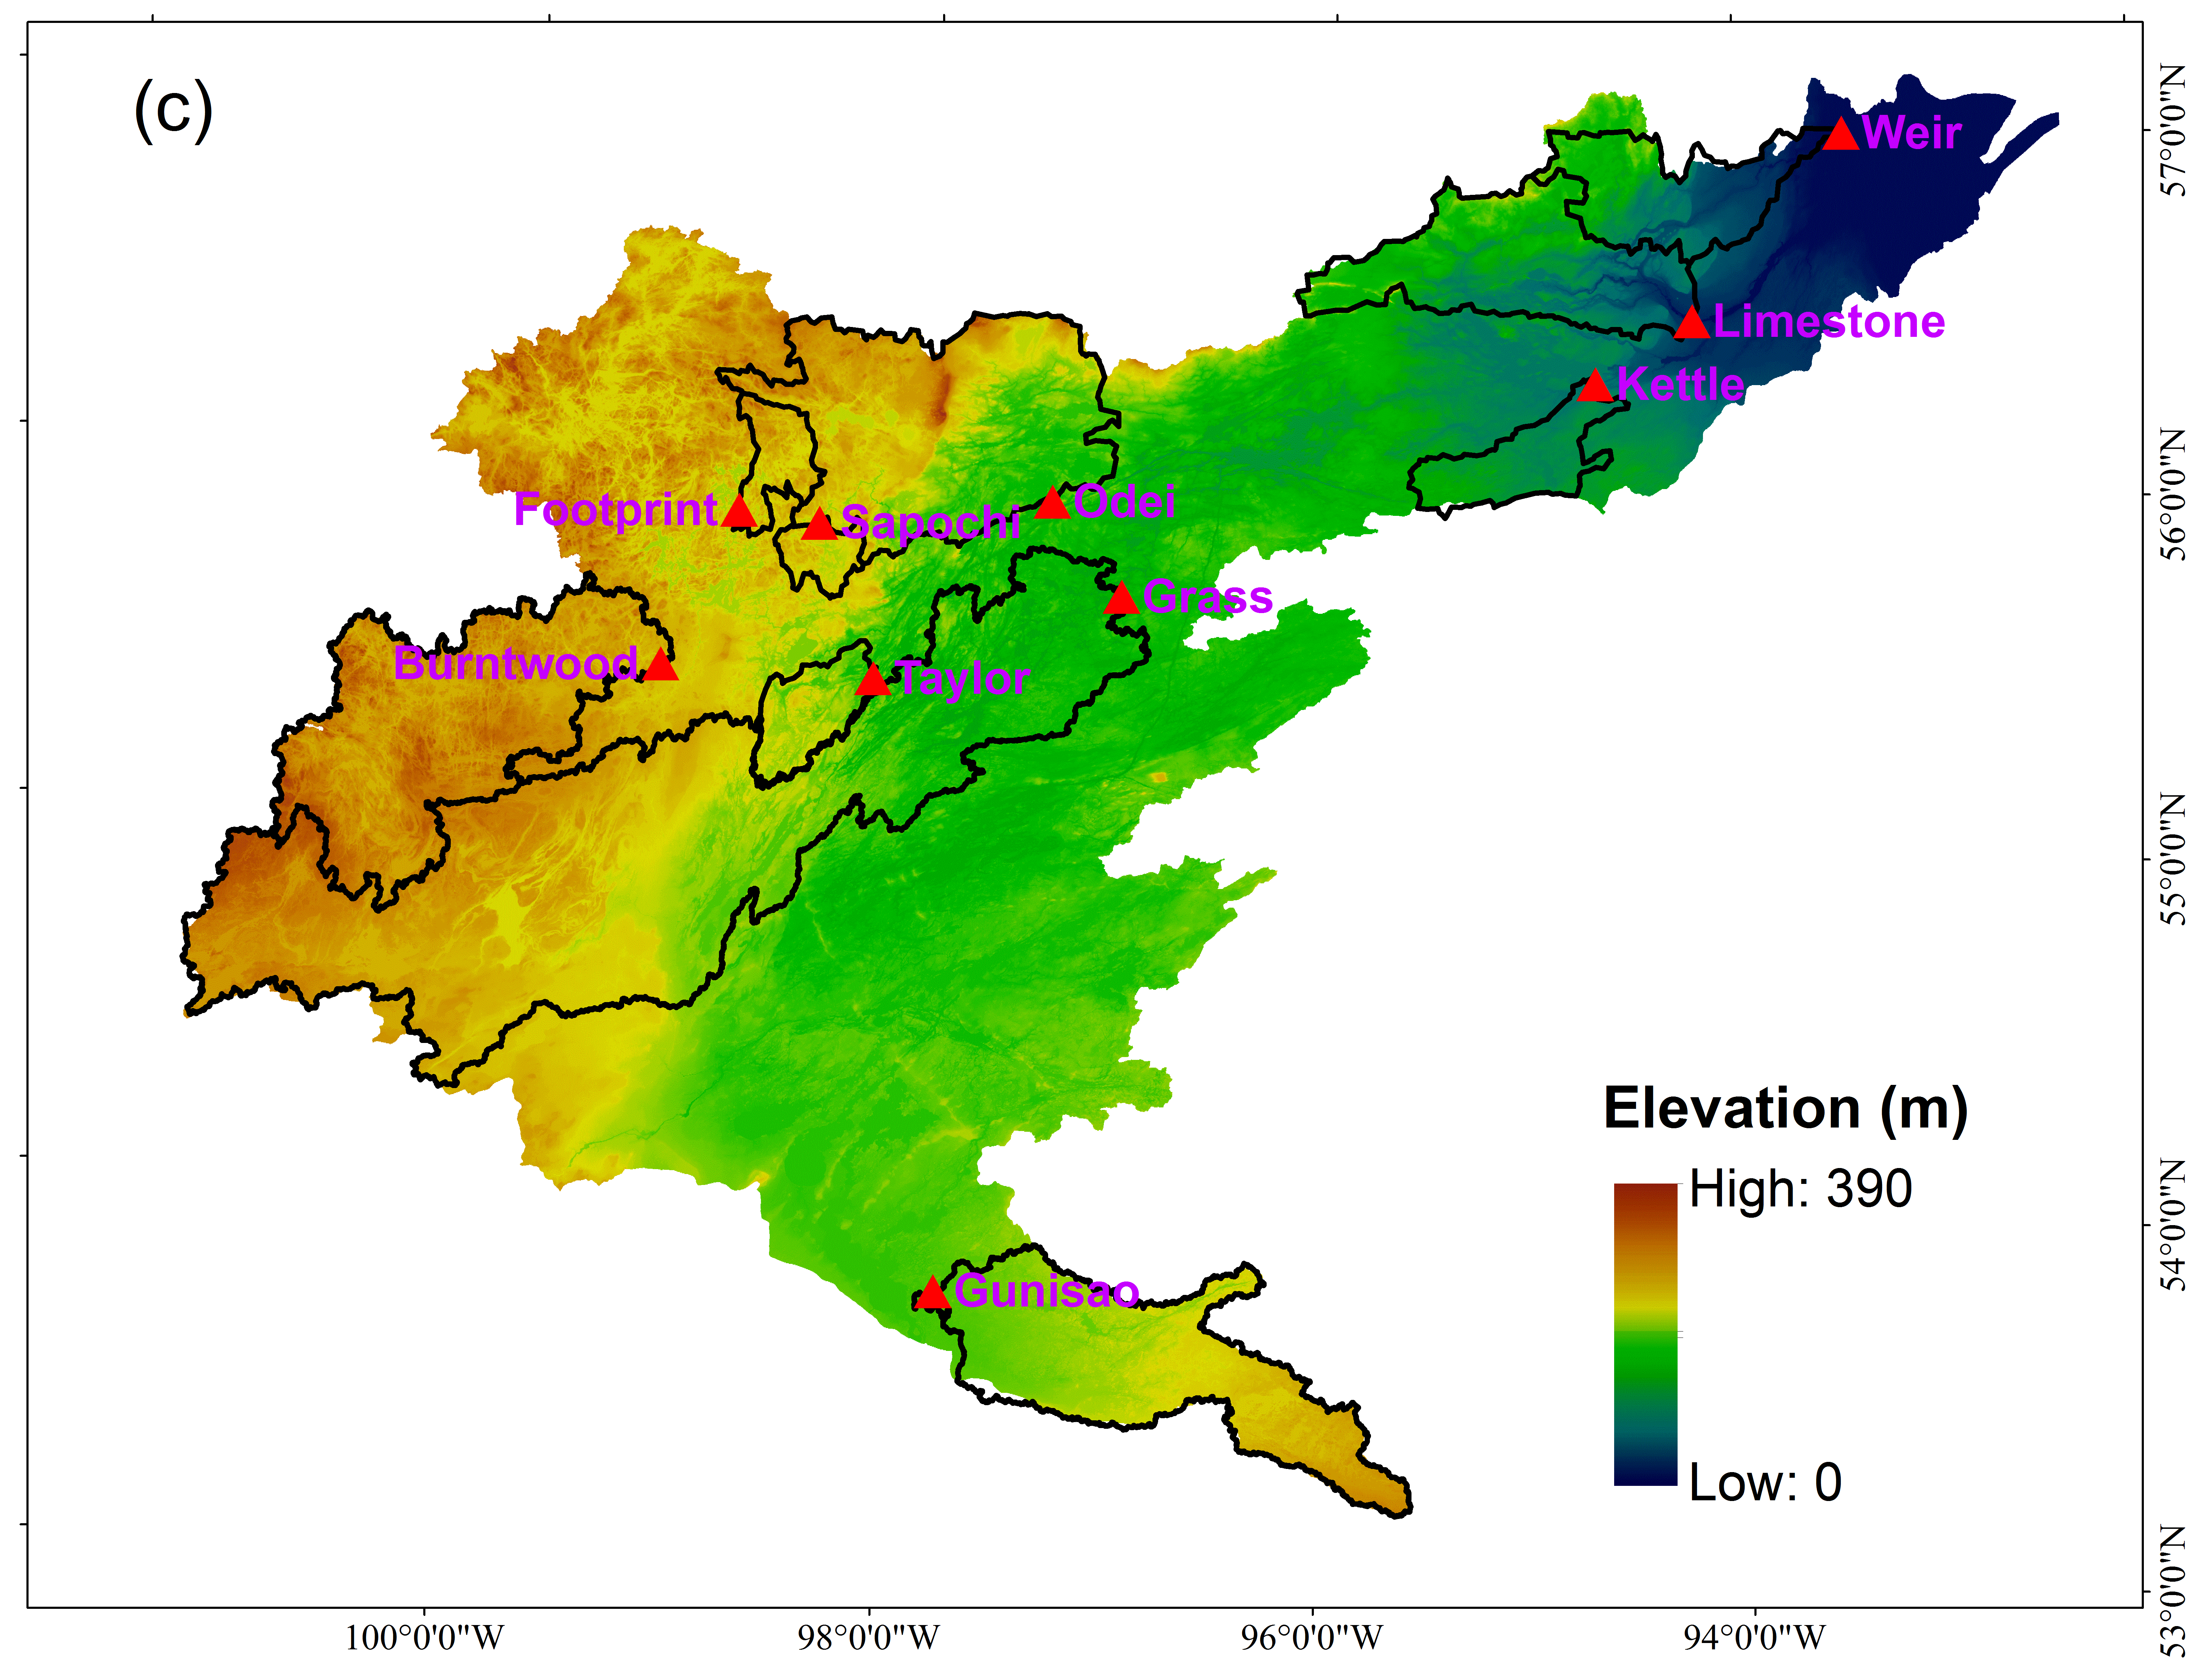 (c)
Weir
57°0'0"N
Limestone
Kettle
56°0'0"N
Footprint
Sapochi
Odei
Grass
Burntwood
Taylor
55°0'0"N
Elevation (m)
High: 390
54°0'0"N
Gunisao
Low: 0
53°0'0"N
100°0'0"W
98°0'0"W
96°0'0"W
94°0'0"W